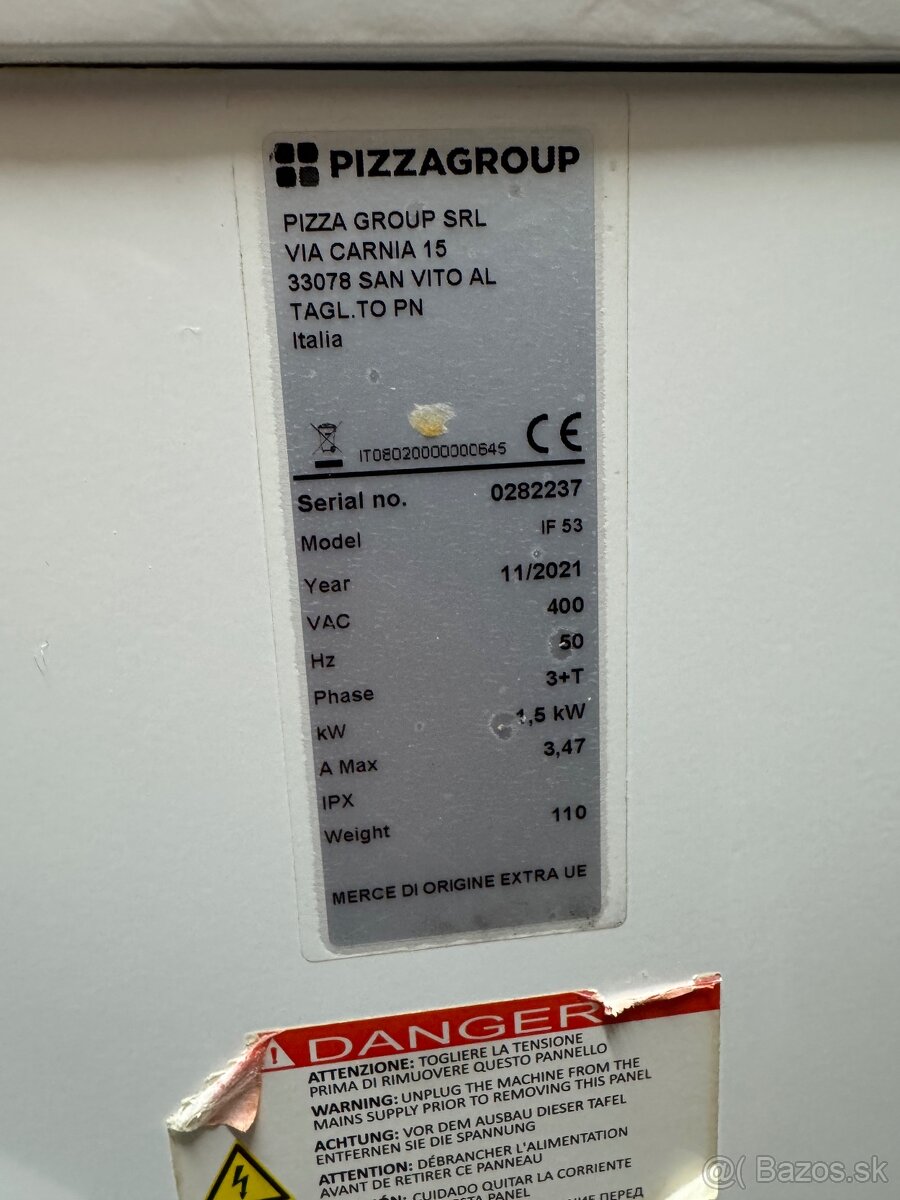 PIZZAGROUP
PIZZA GROUP SRL
VIA CARNIA 15
33078 SAN VITO AL
TAGL.TO PN
Italia
IT08020000000645 CE
Serial no. 0282237
Model IF 53
Year 11/2021
VAC 400
Hz 50
Phase 3+T
kW 1,5 kW
A Max 3,47
IPX
Weight 110
MERCE DI ORIGINE EXTRA UE
DANGER
ATTENZIONE: TOGLIERE LA TENSIONE
PRIMA DI RIMUOVERE QUESTO PANNELLO
WARNING: UNPLUG THE MACHINE FROM THE
MAINS SUPPLY PRIOR TO REMOVING THIS PANEL
ACHTUNG: VOR DEM AUSBAU DIESER TAFEL
ENTFERNEN SIE DIE SPANNUNG
ATTENTION: DÉBRANCHER L'ALIMENTATION
AVANT DE RETIRER CE PANNEAU
CUIDADO QUITAR LA CORRIENTE
PANEL
ПЕРЕД
@( Bazos.sk